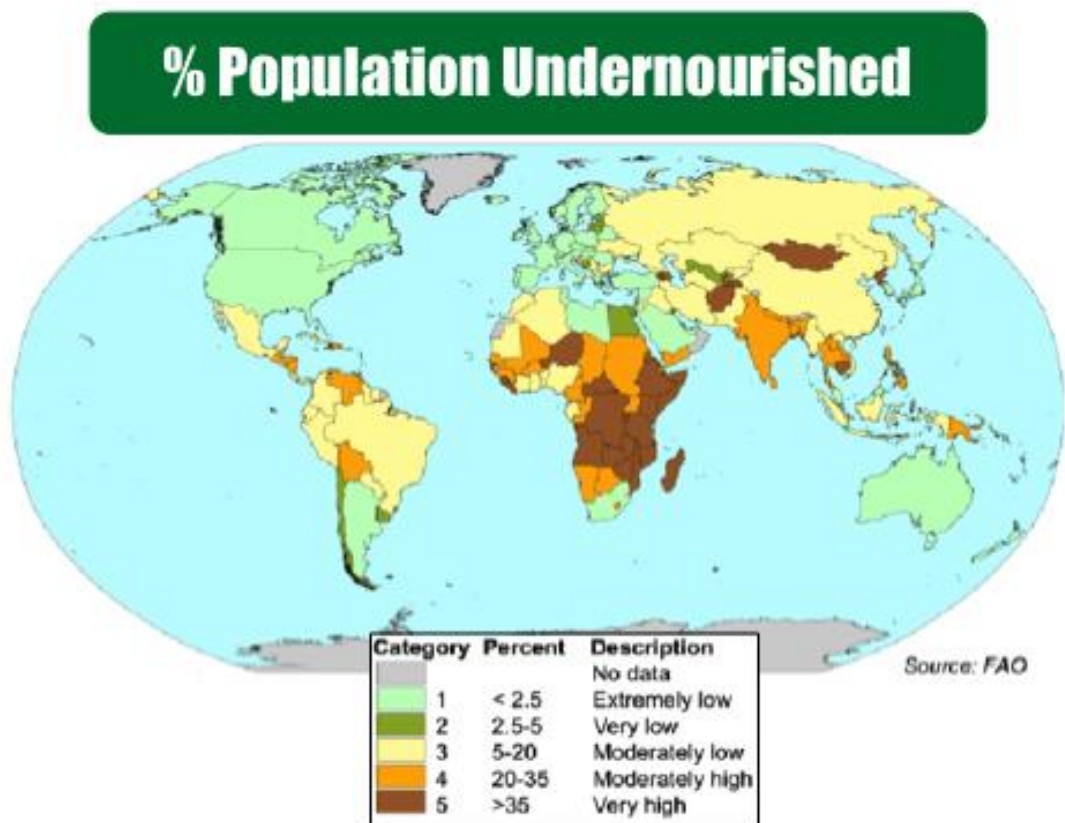 % Population Undernourished
Category Percent Description
No data
1 < 2.5 Extremely low
2 2.5-5 Very low
3 5-20 Moderately low
4 20-35 Moderately high
5 >35 Very high
Source: FAO